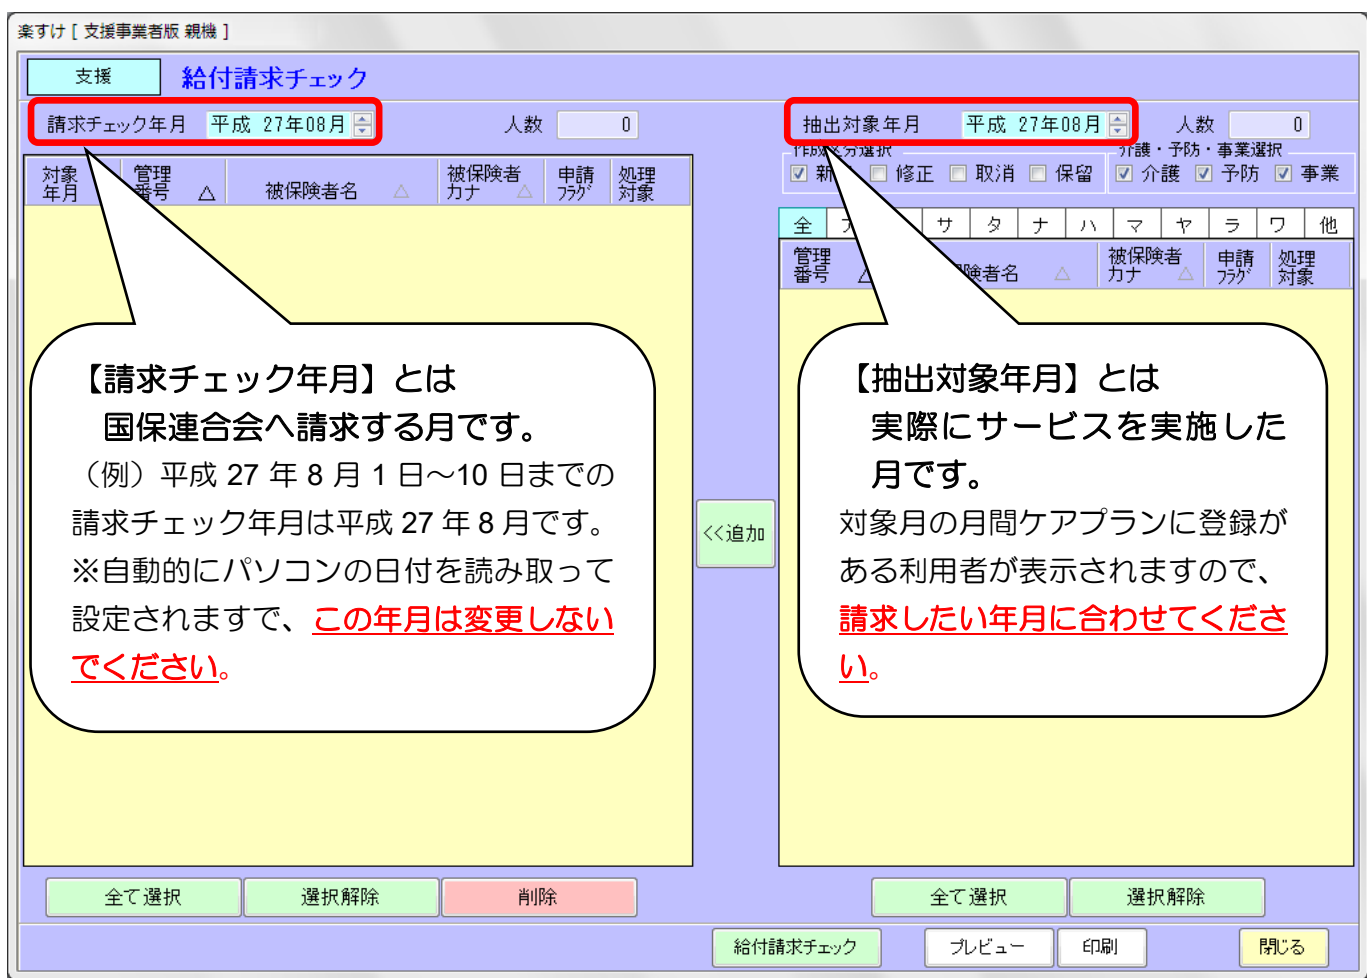 楽すけ [ 支援事業者版 親機 ]
支援 給付請求チェック
請求チェック年月 平成 27年08月 人数 0
対象年月 管理番号 △ 被保険者名 △ 被保険者カナ △ 申請フラグ 処理対象
【請求チェック年月】とは
国保連合会へ請求する月です。
（例）平成 27 年 8 月 1 日～10 日までの
請求チェック年月は平成 27 年 8 月です。
※自動的にパソコンの日付を読み取って
設定されますで、この年月は変更しない
でください。
全て選択 選択解除 削除
<<追加
抽出対象年月 平成 27年08月 人数 0
作成区分選択 介護・予防・事業選択
新 修正 取消 保留 介護 予防 事業
全 サ タ ナ ハ マ ヤ ラ ワ 他
管理番号 険者名 △ 被保険者カナ △ 申請フラグ 処理対象
【抽出対象年月】とは
実際にサービスを実施した
月です。
対象月の月間ケアプランに登録が
ある利用者が表示されますので、
請求したい年月に合わせてくださ
い。
全て選択 選択解除
給付請求チェック プレビュー 印刷 閉じる